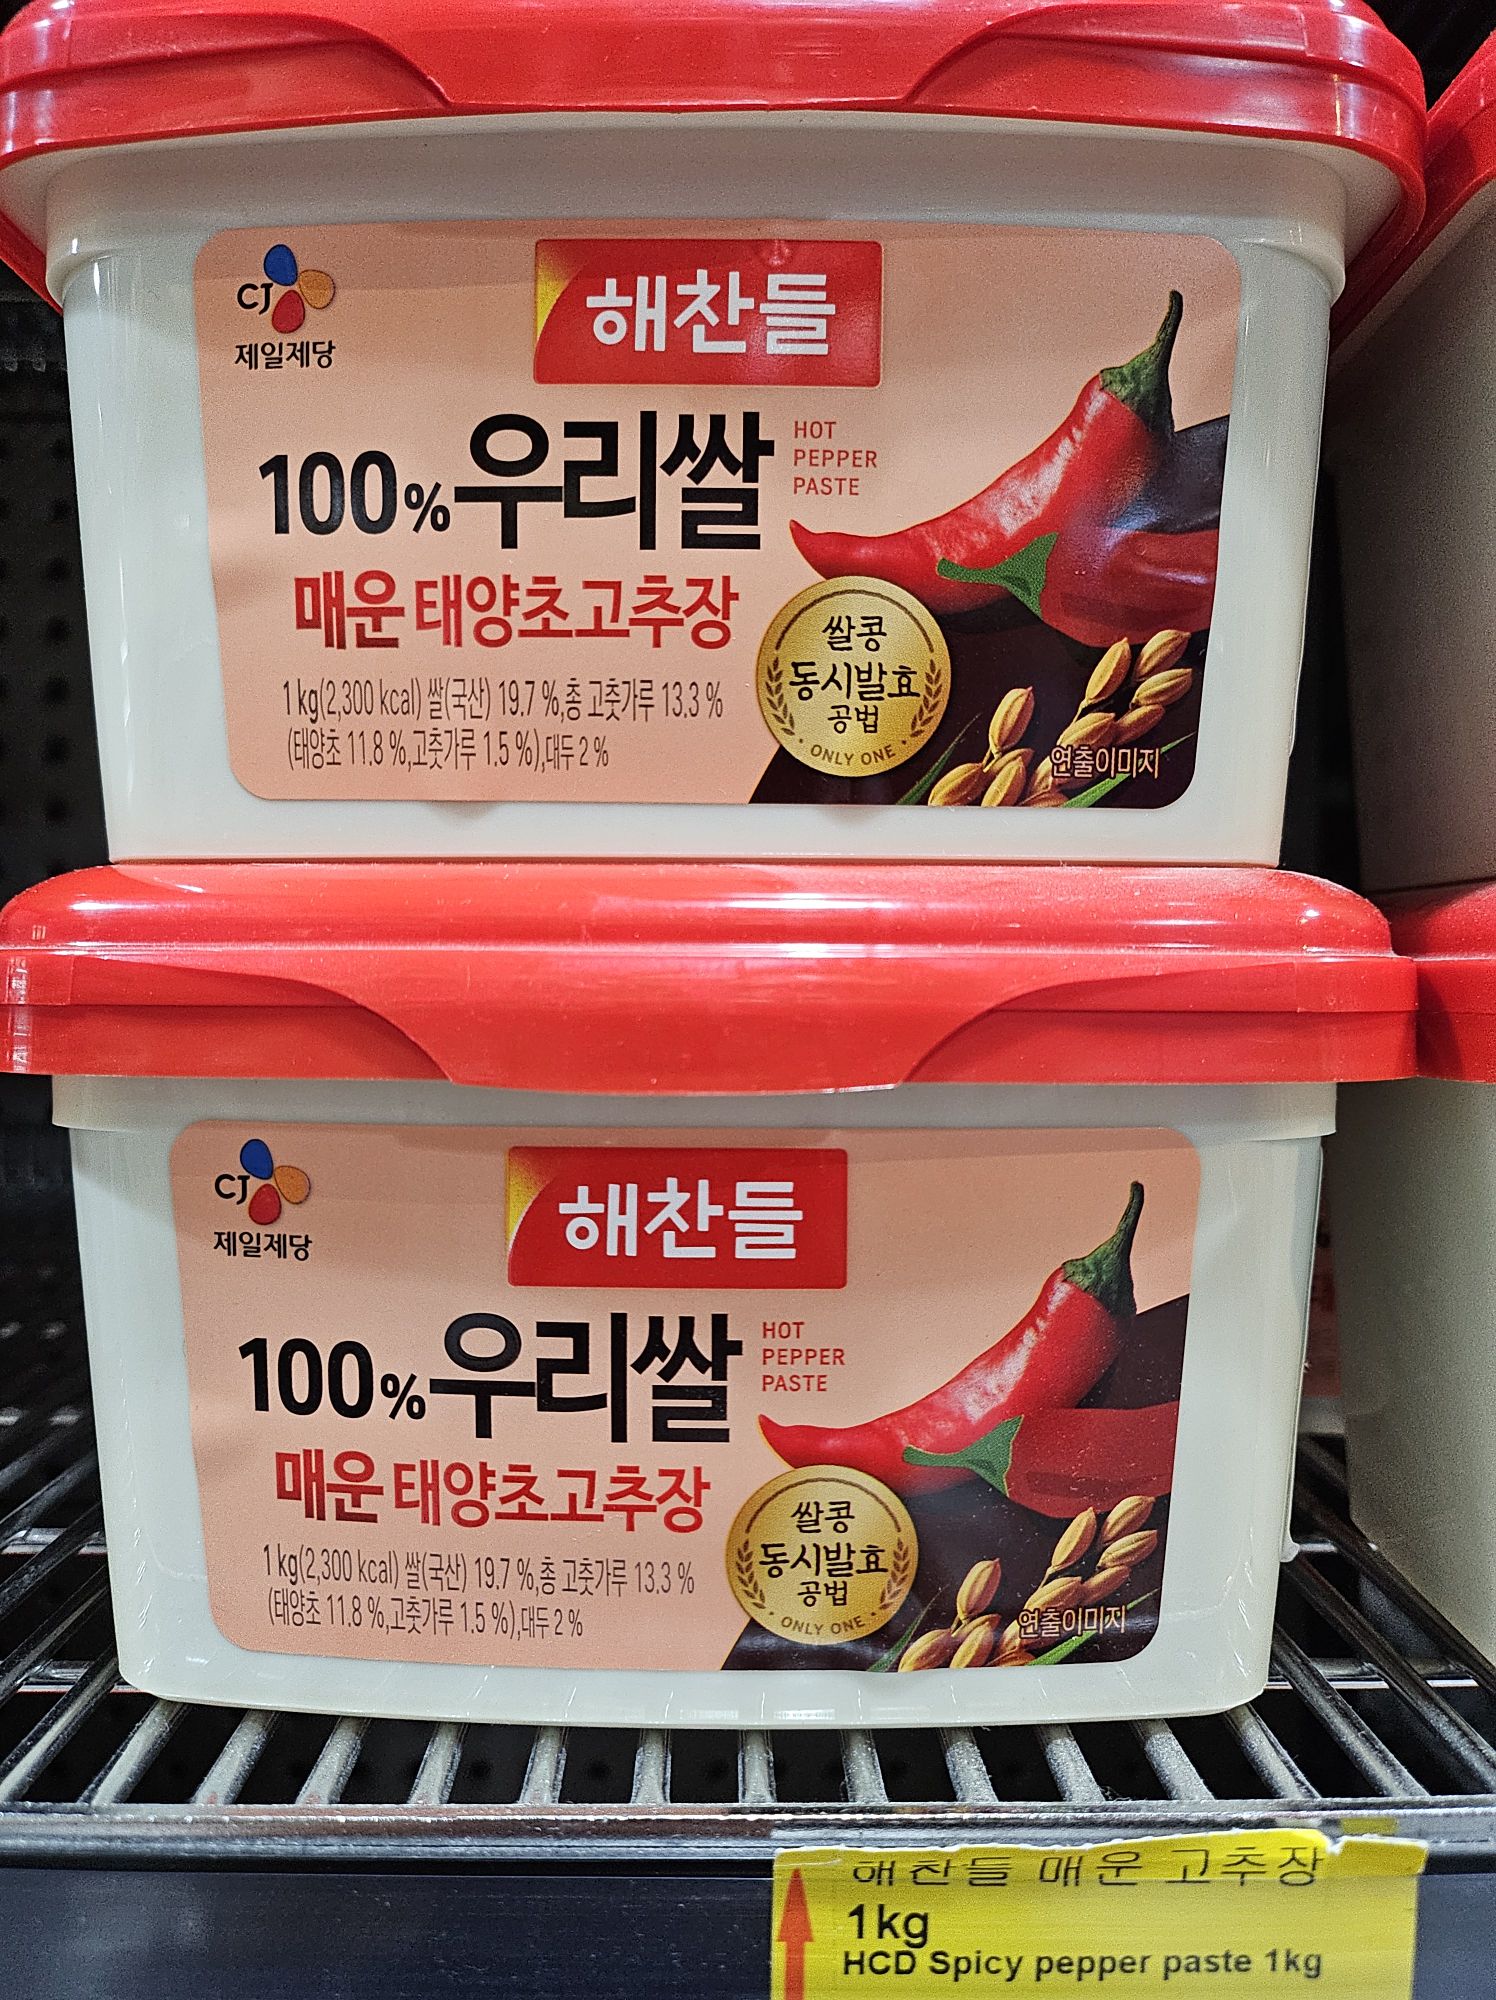 CJ
제일제당
해찬들
100% 우리쌀
HOT
PEPPER
PASTE
매운 태양초고추장
1 kg(2,300 kcal) 쌀(국산) 19.7 %,총 고춧가루 13.3 %
(태양초 11.8 %,고춧가루 1.5 %),대두 2 %
쌀콩
동시발효
공법
· ONLY ONE ·
연출이미지
CJ
제일제당
해찬들
100% 우리쌀
HOT
PEPPER
PASTE
매운 태양초고추장
1 kg(2,300 kcal) 쌀(국산) 19.7 %,총 고춧가루 13.3 %
(태양초 11.8 %,고춧가루 1.5 %),대두 2 %
쌀콩
동시발효
공법
· ONLY ONE ·
연출이미지
해찬들 매운 고추장
1kg
HCD Spicy pepper paste 1kg